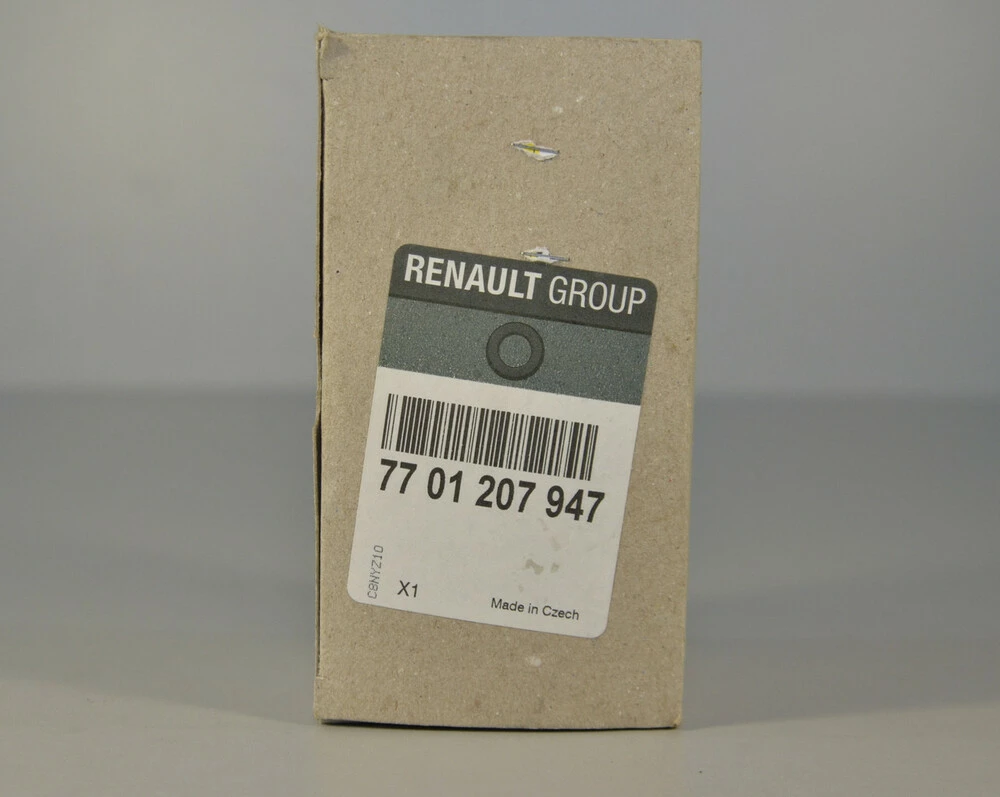 RENAULT GROUP
77 01 207 947
C8NYZ10
X1
Made in Czech